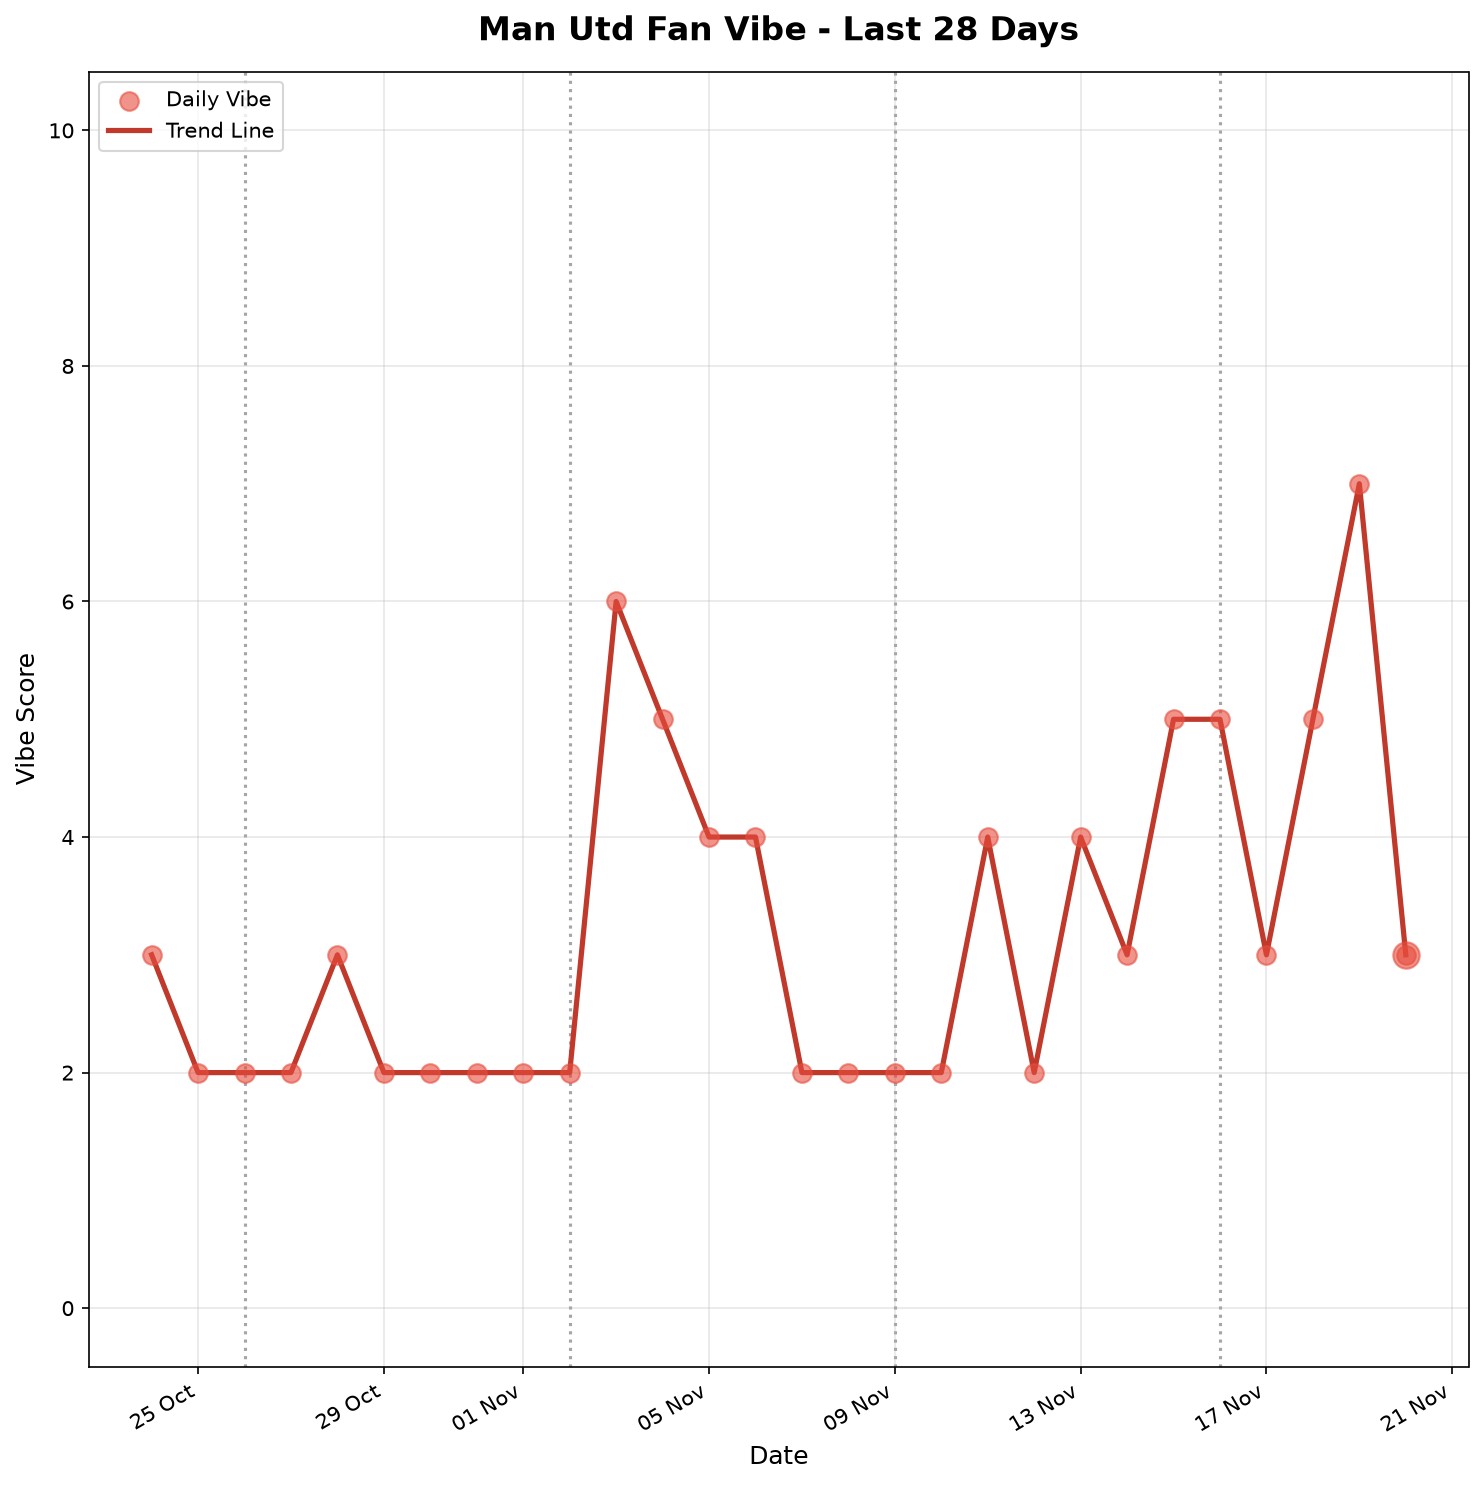 Man Utd Fan Vibe - Last 28 Days
Daily Vibe
Trend Line
10
8
6
4
2
0
Vibe Score
25 Oct
29 Oct
01 Nov
05 Nov
09 Nov
13 Nov
17 Nov
21 Nov
Date